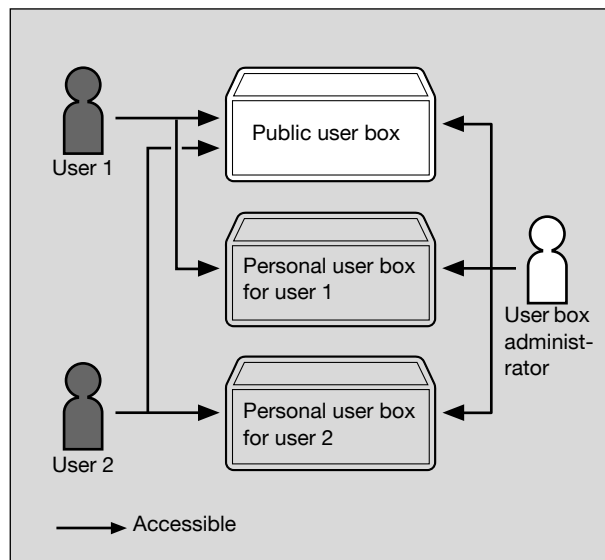 Public user box
User 1
Personal user box
for user 1
User box
administ-
rator
Personal user box
for user 2
User 2
Accessible